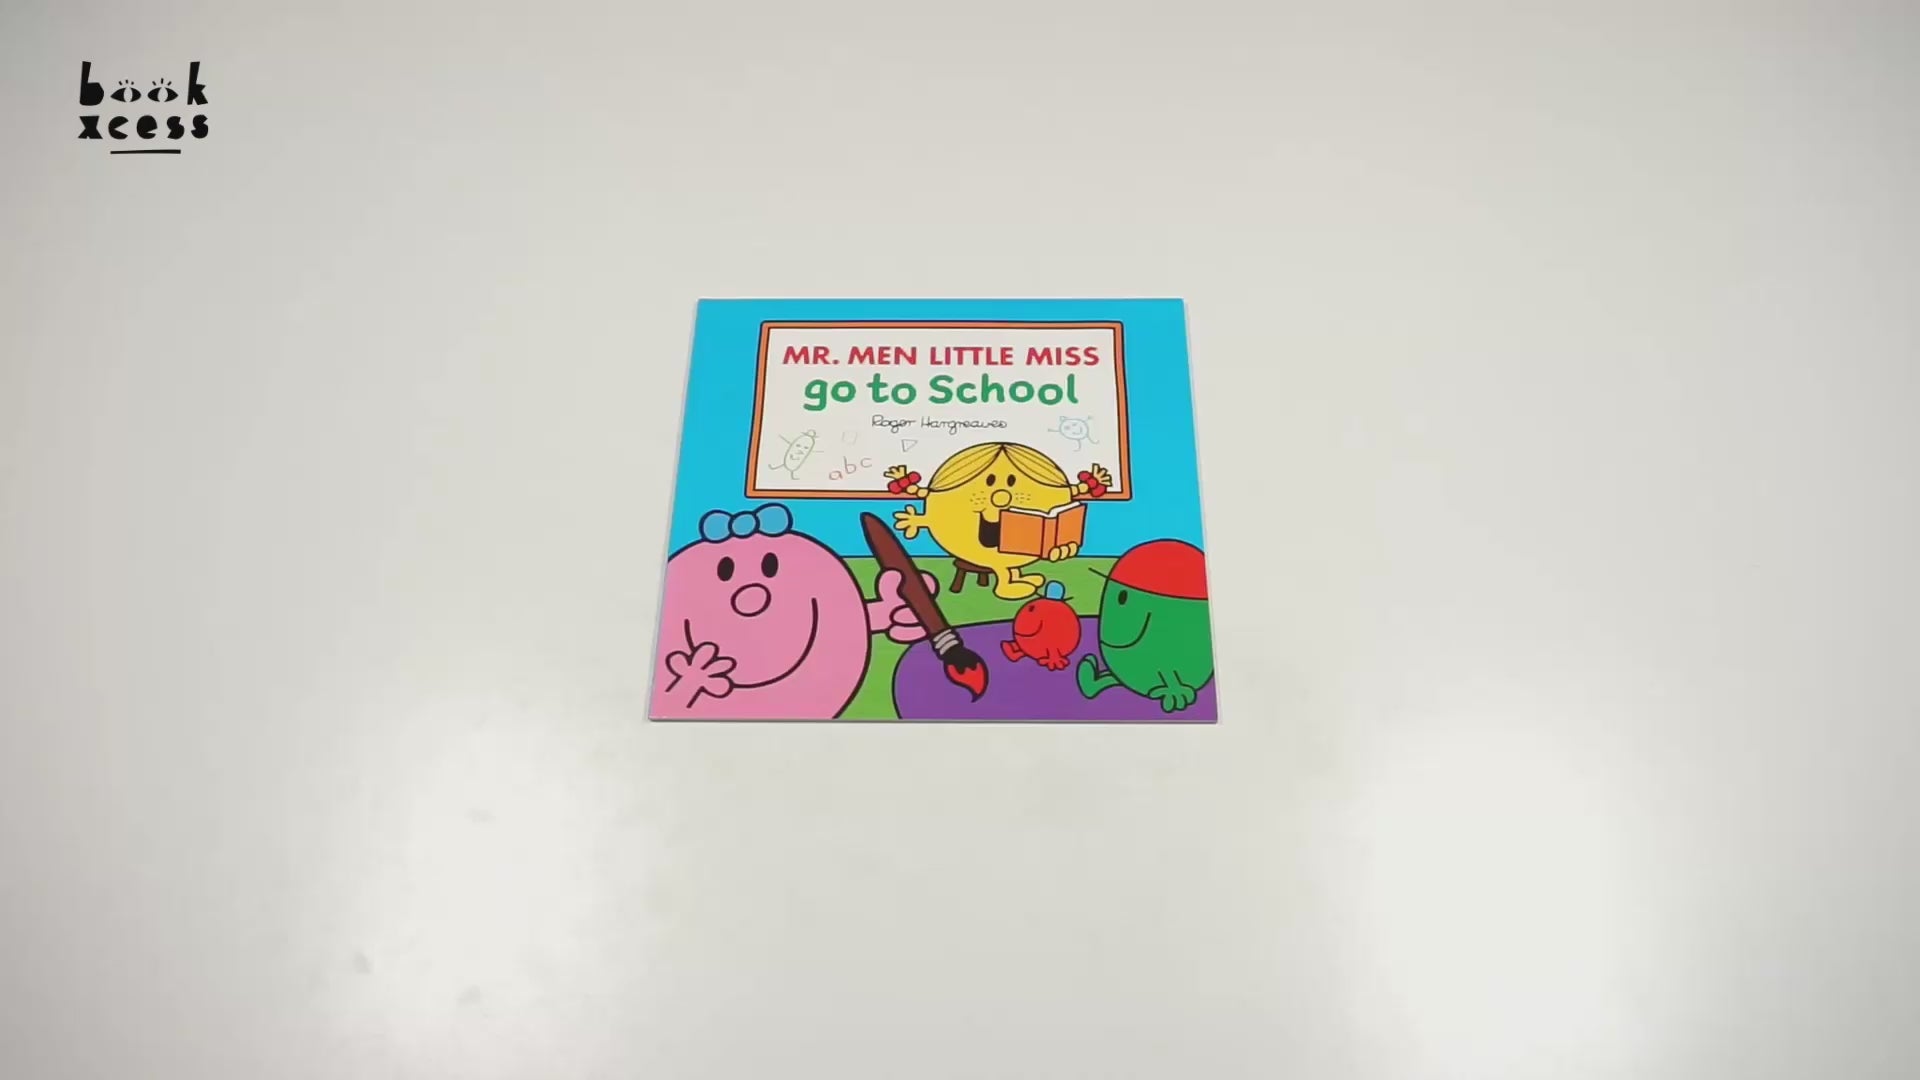 book
xcess
MR. MEN LITTLE MISS
go to School
Roger Hargreaves
abc